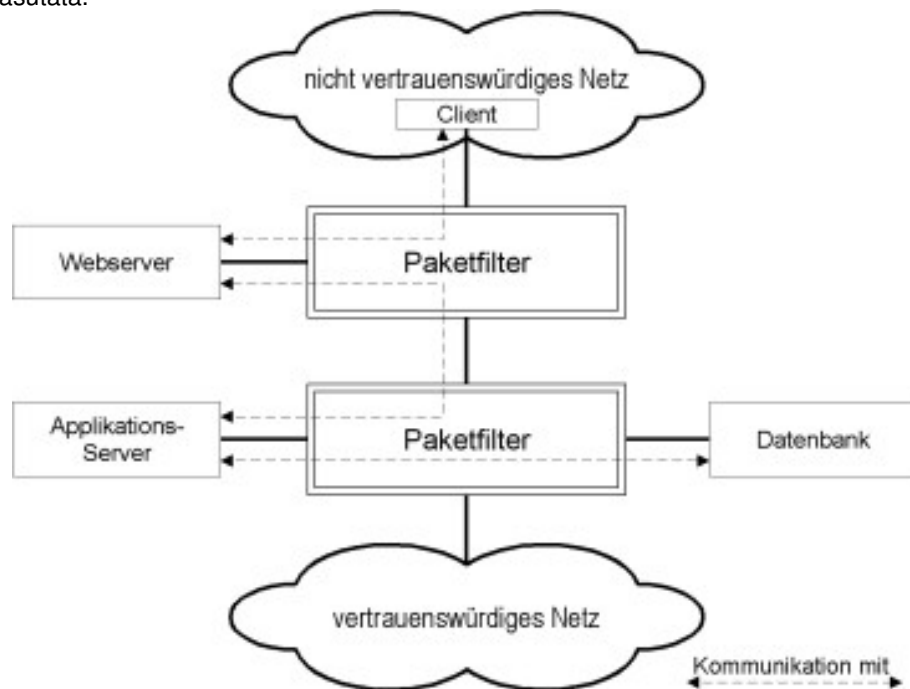 nicht vertrauenswürdiges Netz
Client
Webserver
Paketfilter
Applikations-
Server
Paketfilter
Datenbank
vertrauenswürdiges Netz
Kommunikation mit